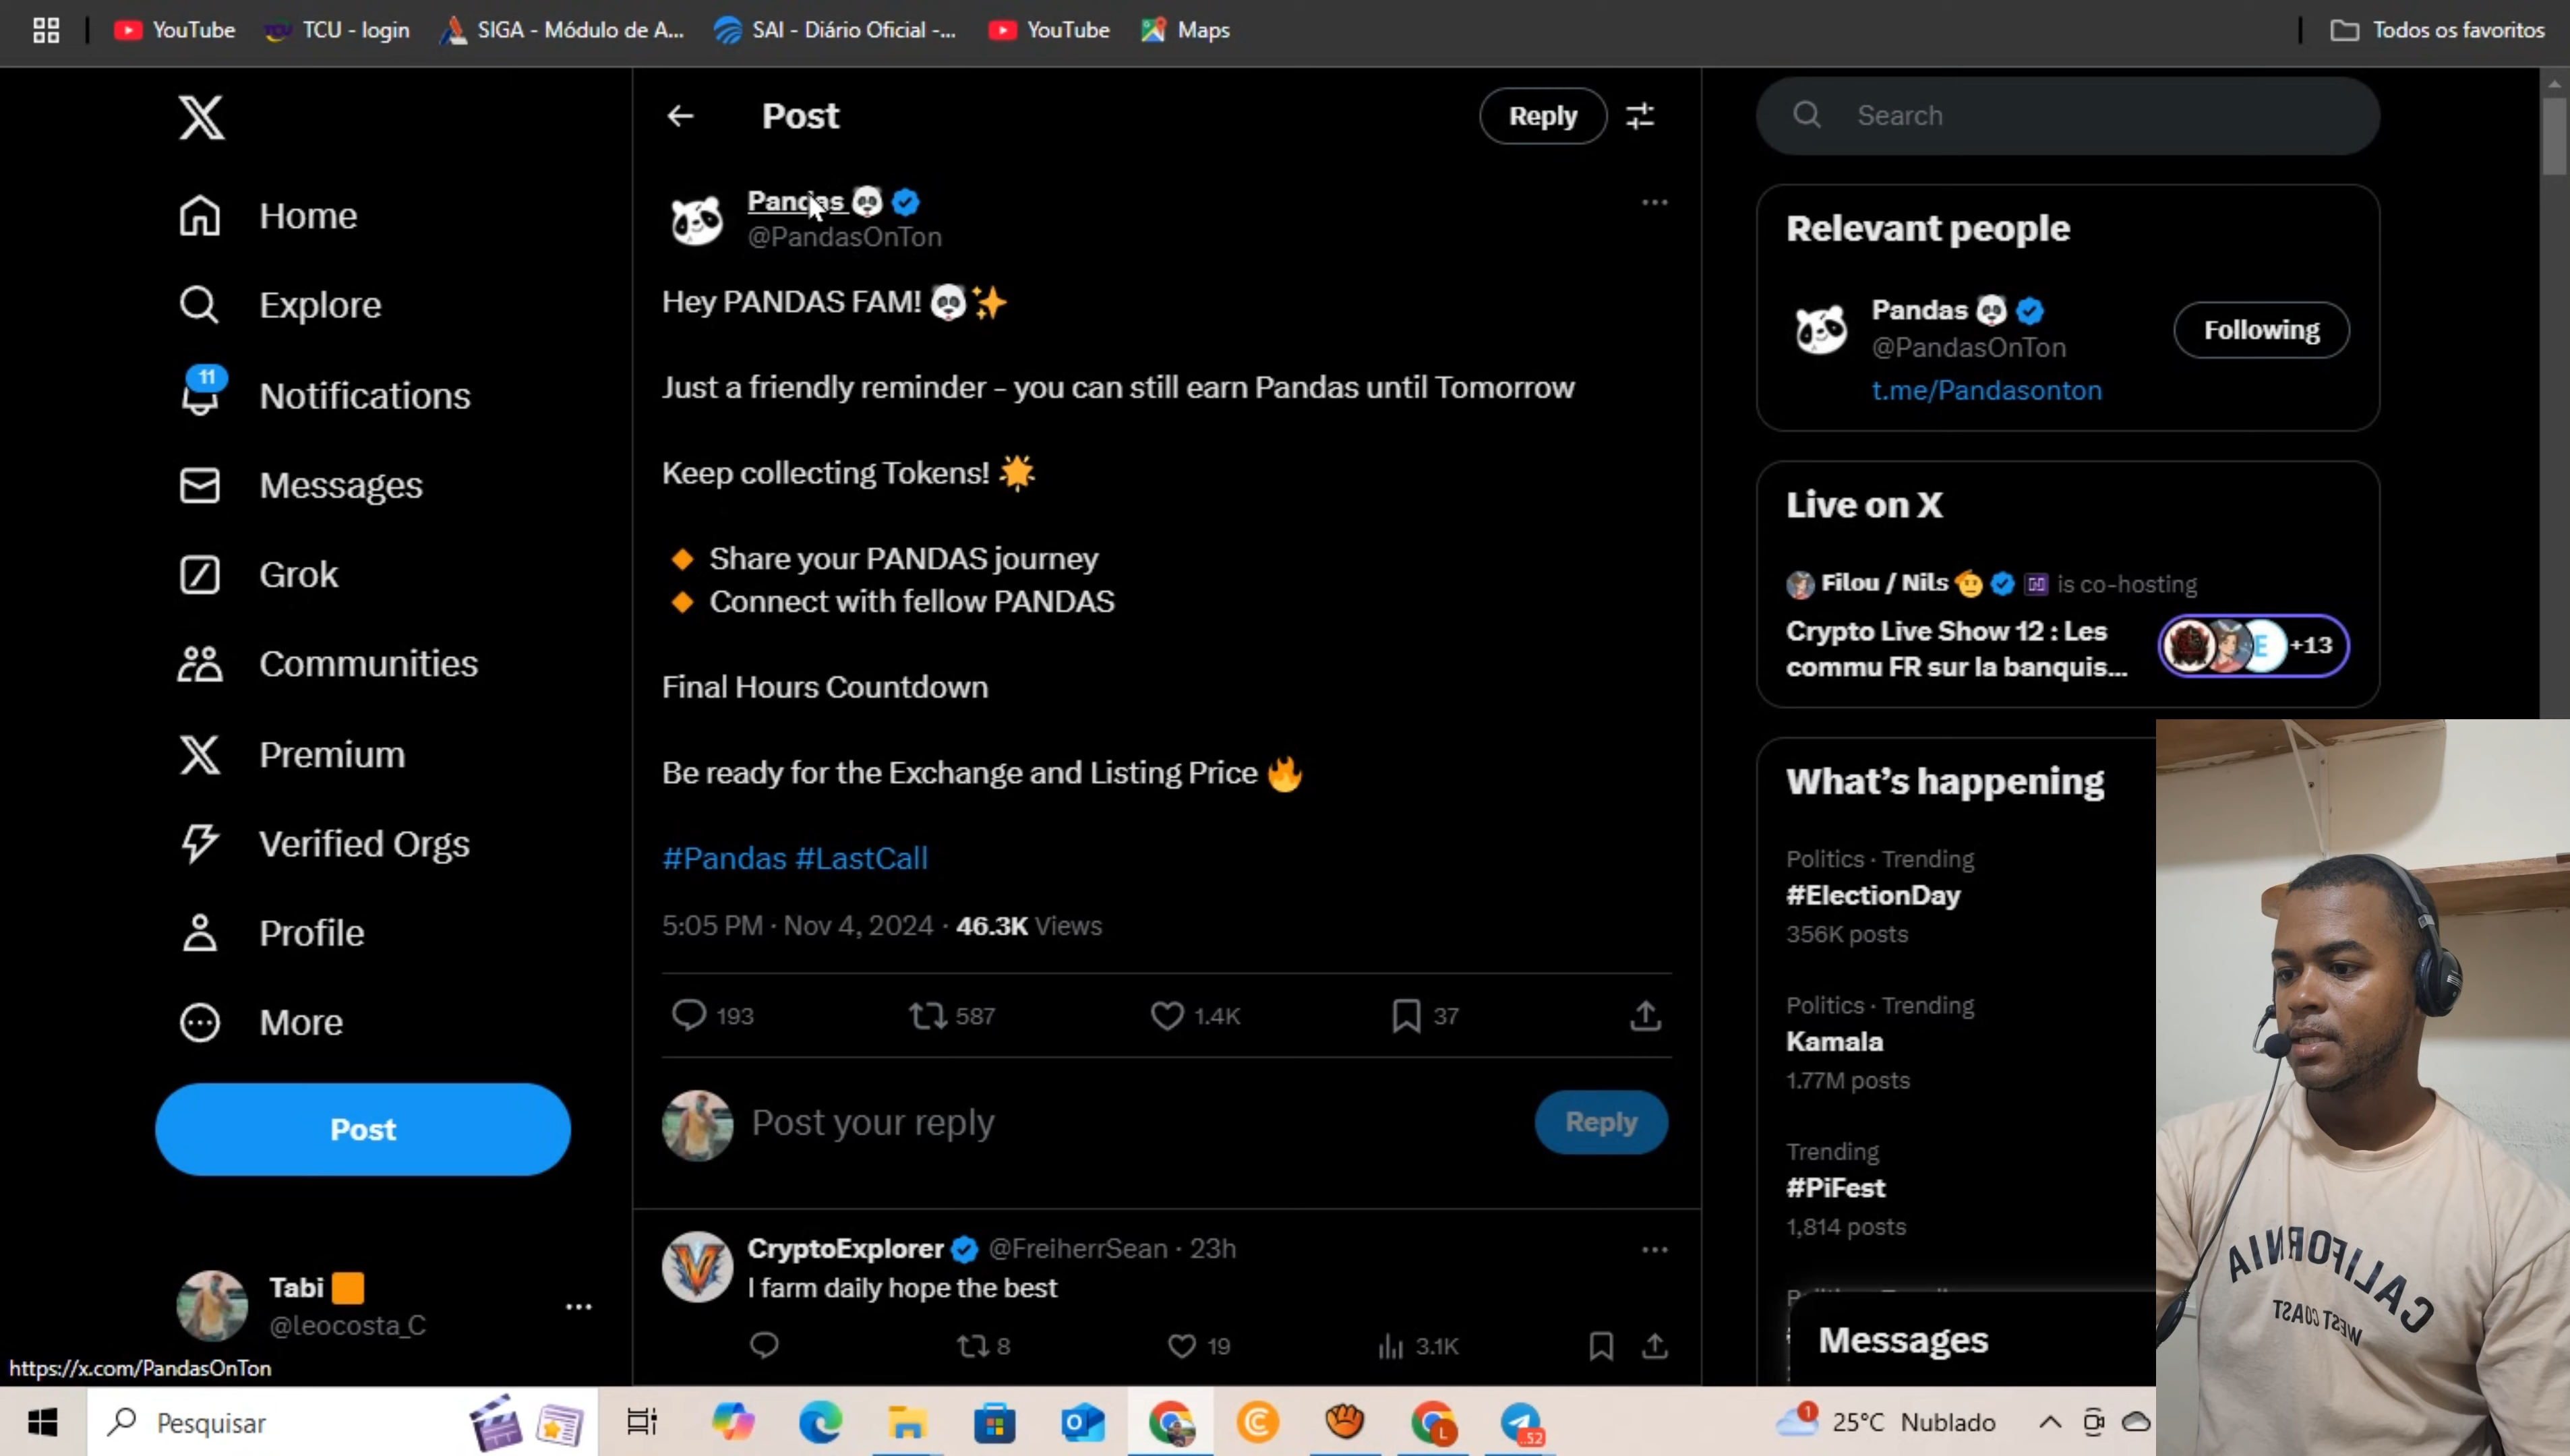 YouTube
TCU - login
SIGA - Módulo de A...
SAI - Diário Oficial -...
YouTube
Maps
Todos os favoritos
Home
Explore
11
Notifications
Messages
Grok
Communities
Premium
Verified Orgs
Profile
More
Post
Tabi
@leocosta_C
https://x.com/PandasOnTon
Post
Reply
Pandas
@PandasOnTon
Hey PANDAS FAM!
Just a friendly reminder – you can still earn Pandas until Tomorrow
Keep collecting Tokens!
Share your PANDAS journey
Connect with fellow PANDAS
Final Hours Countdown
Be ready for the Exchange and Listing Price
#Pandas #LastCall
5:05 PM · Nov 4, 2024 · 46.3K Views
193
587
1.4K
37
Post your reply
Reply
CryptoExplorer @FreiherrSean · 23h
I farm daily hope the best
8
19
3.1K
Search
Relevant people
Pandas
@PandasOnTon
Following
t.me/Pandasonton
Live on X
Filou / Nils is co-hosting
Crypto Live Show 12 : Les
commu FR sur la banquis...
E
+13
What's happening
Politics · Trending
#ElectionDay
356K posts
Politics · Trending
Kamala
1.77M posts
Trending
#PiFest
1,814 posts
Messages
CALIFORNIA
WEST COAST
Pesquisar
L
..52
1
25°C Nublado